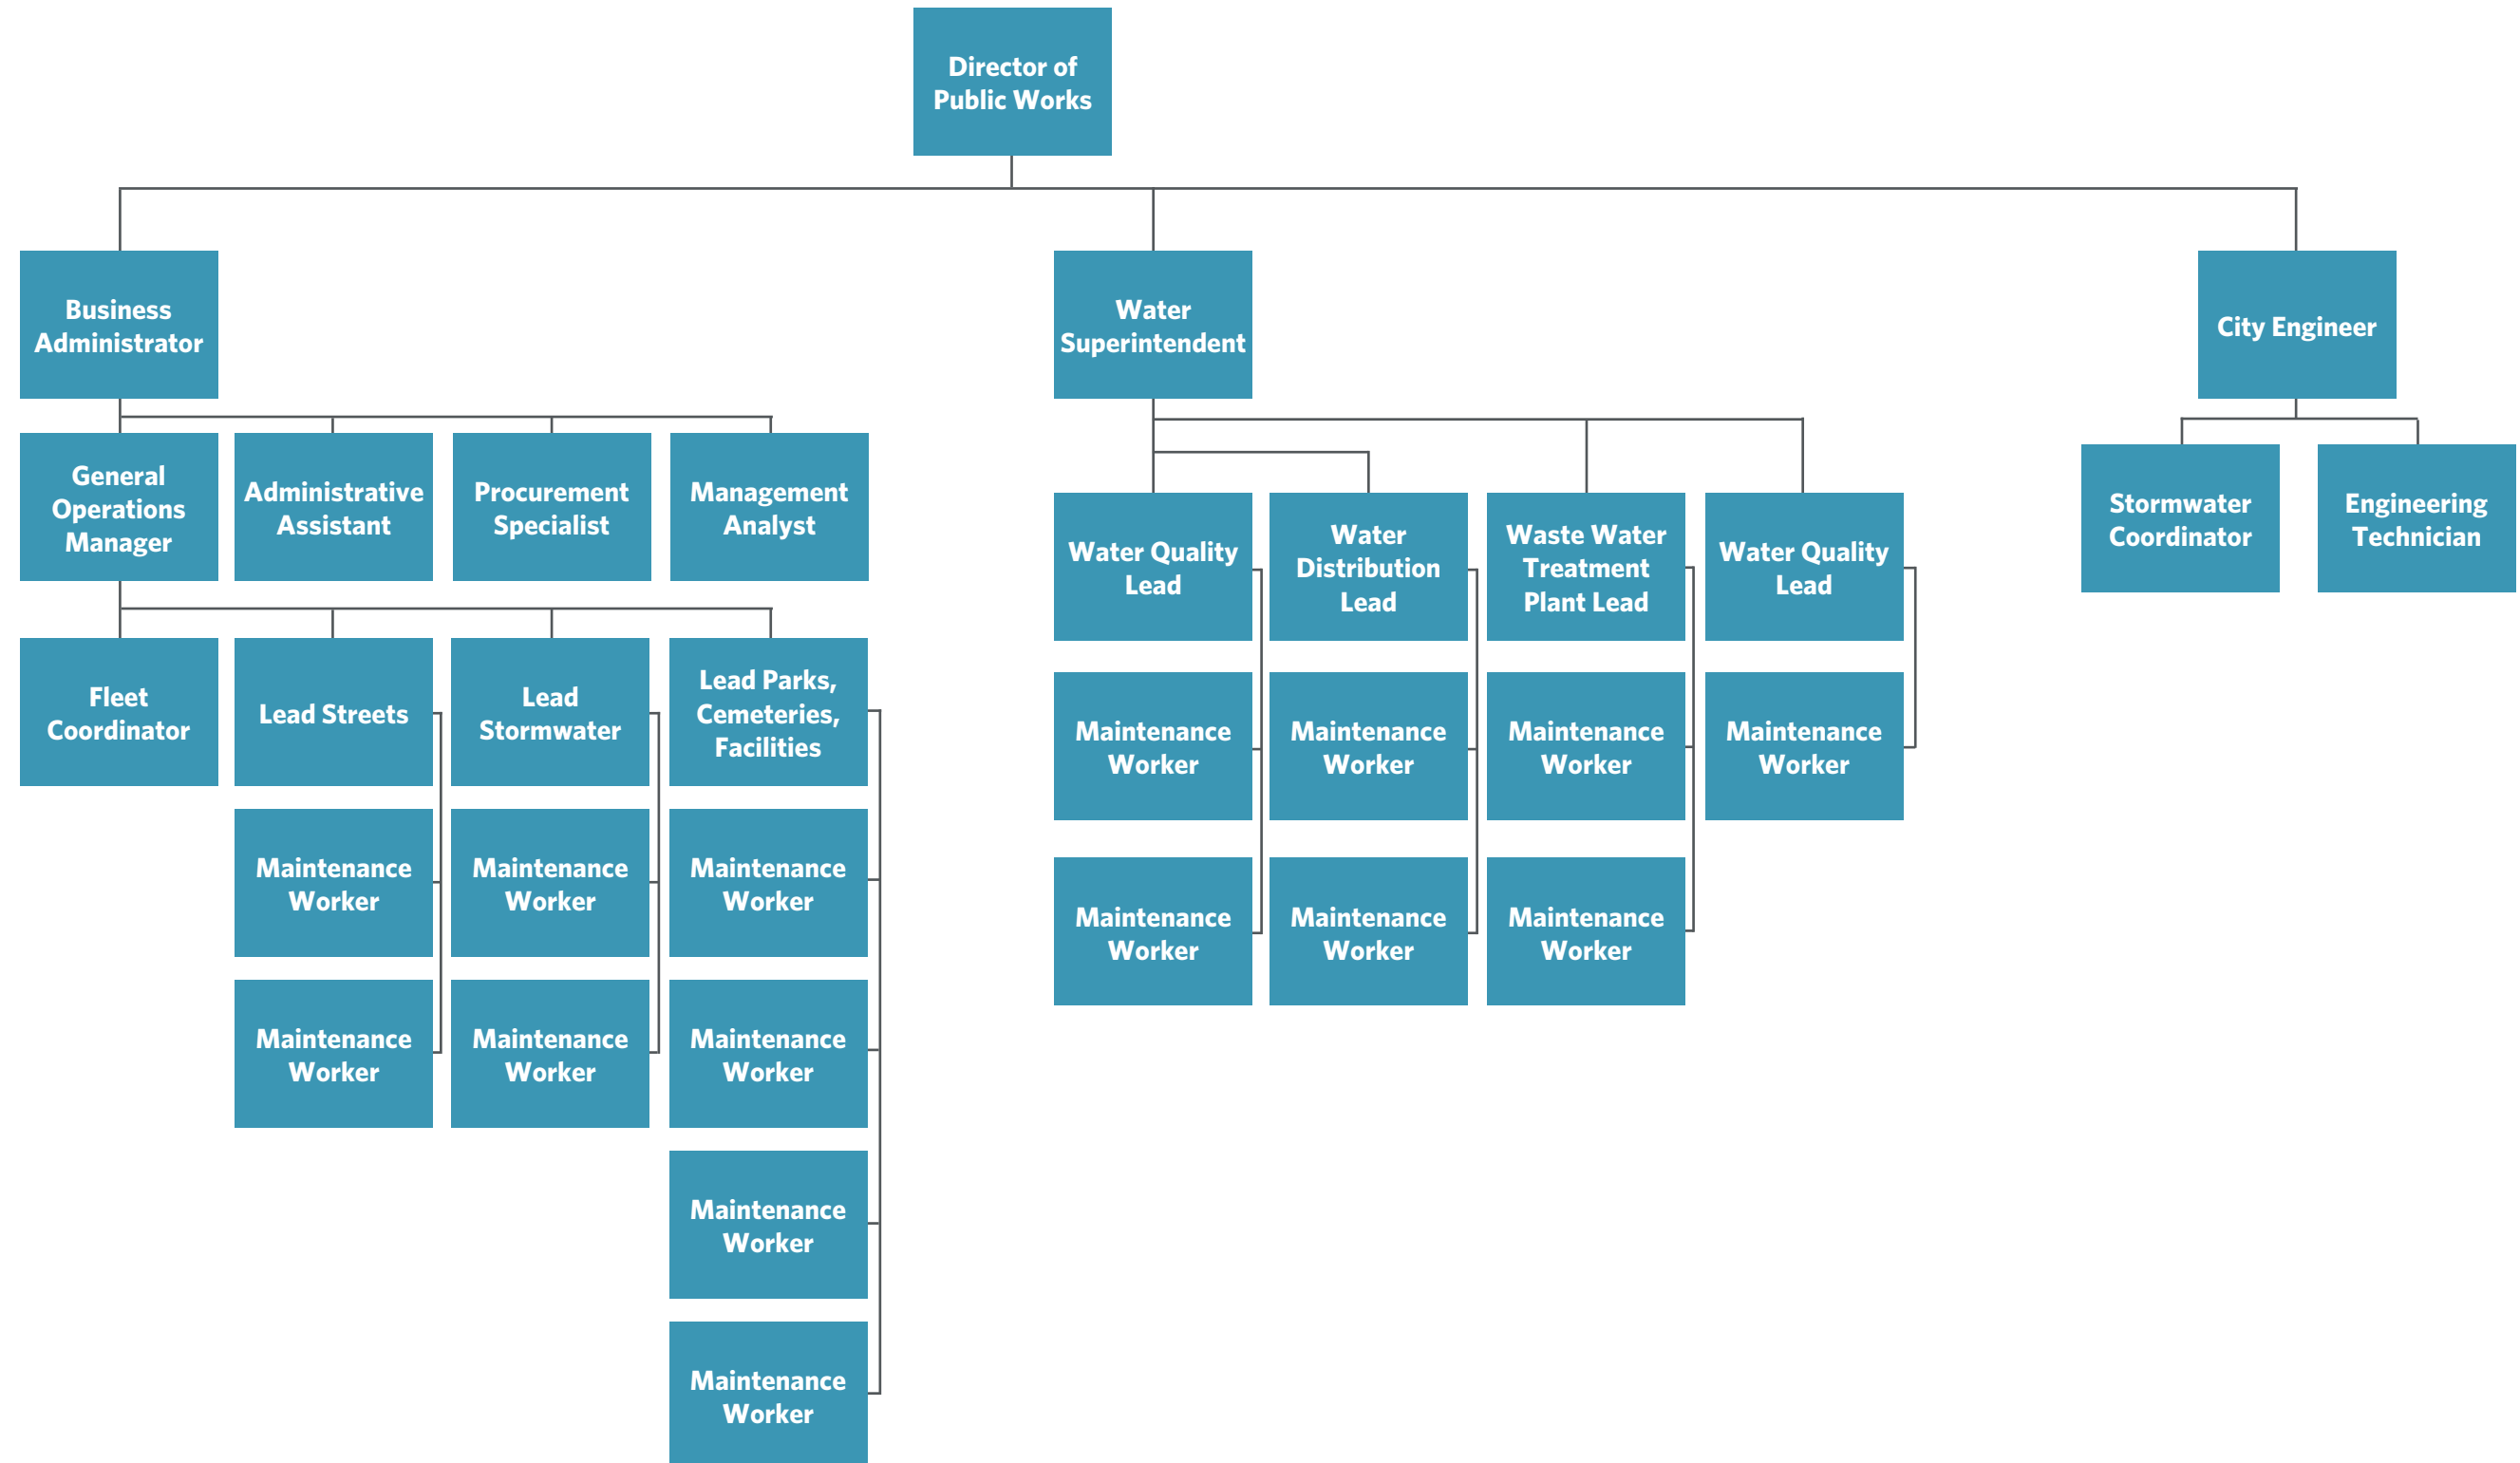 Director of
Public Works
Business
Administrator
Water
Superintendent
City Engineer
General
Operations
Manager
Administrative
Assistant
Procurement
Specialist
Management
Analyst
Water Quality
Lead
Water
Distribution
Lead
Waste Water
Treatment
Plant Lead
Water Quality
Lead
Stormwater
Coordinator
Engineering
Technician
Fleet
Coordinator
Lead Streets
Lead
Stormwater
Lead Parks,
Cemeteries,
Facilities
Maintenance
Worker
Maintenance
Worker
Maintenance
Worker
Maintenance
Worker
Maintenance
Worker
Maintenance
Worker
Maintenance
Worker
Maintenance
Worker
Maintenance
Worker
Maintenance
Worker
Maintenance
Worker
Maintenance
Worker
Maintenance
Worker
Maintenance
Worker
Maintenance
Worker